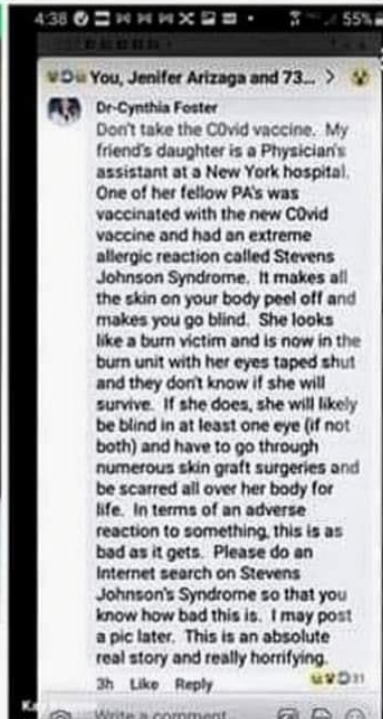 4:38
55%
You, Jenifer Arizaga and 73... >
Dr-Cynthia Foster
Don't take the COvid vaccine. My
friend's daughter is a Physician's
assistant at a New York hospital.
One of her fellow PA's was
vaccinated with the new COvid
vaccine and had an extreme
allergic reaction called Stevens
Johnson Syndrome. It makes all
the skin on your body peel off and
makes you go blind. She looks
like a burn victim and is now in the
burn unit with her eyes taped shut
and they don't know if she will
survive. If she does, she will likely
be blind in at least one eye (if not
both) and have to go through
numerous skin graft surgeries and
be scarred all over her body for
life. In terms of an adverse
reaction to something, this is as
bad as it gets. Please do an
Internet search on Stevens
Johnson's Syndrome so that you
know how bad this is. I may post
a pic later. This is an absolute
real story and really horrifying.
3h Like Reply
31
Write a comment